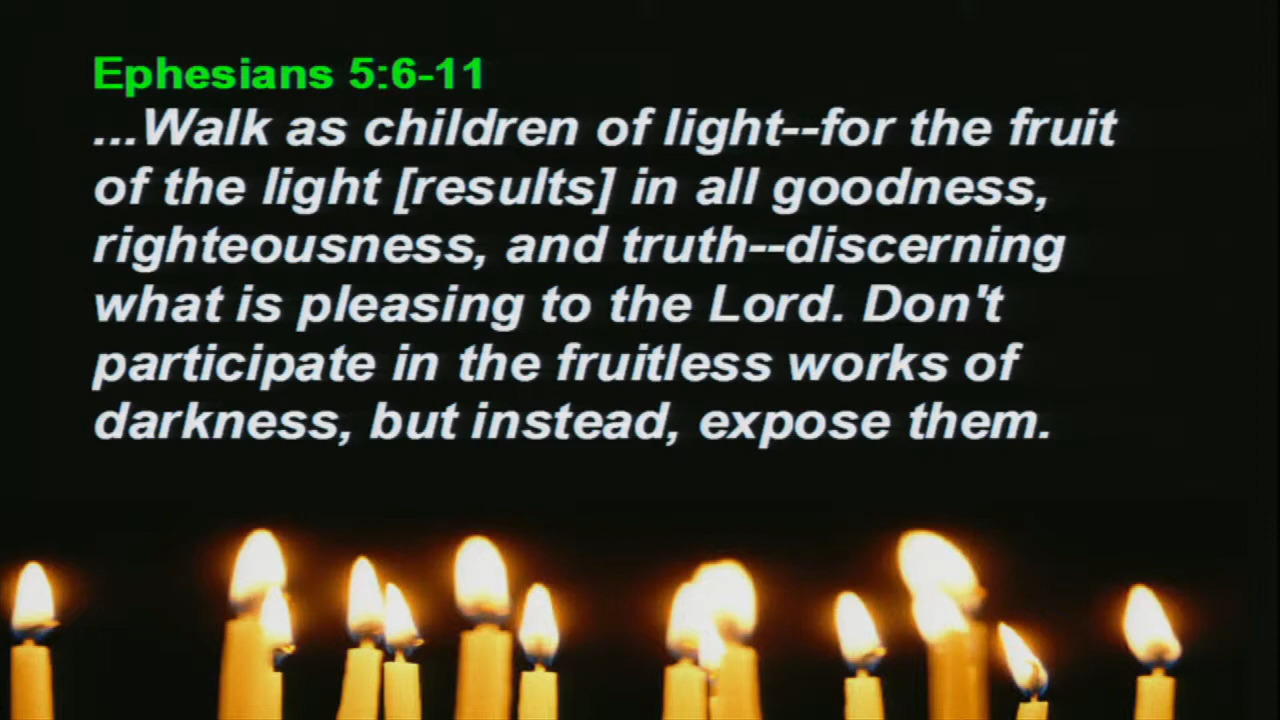 Ephesians 5:6-11
...Walk as children of light--for the fruit
of the light [results] in all goodness,
righteousness, and truth--discerning
what is pleasing to the Lord. Don't
participate in the fruitless works of
darkness, but instead, expose them.